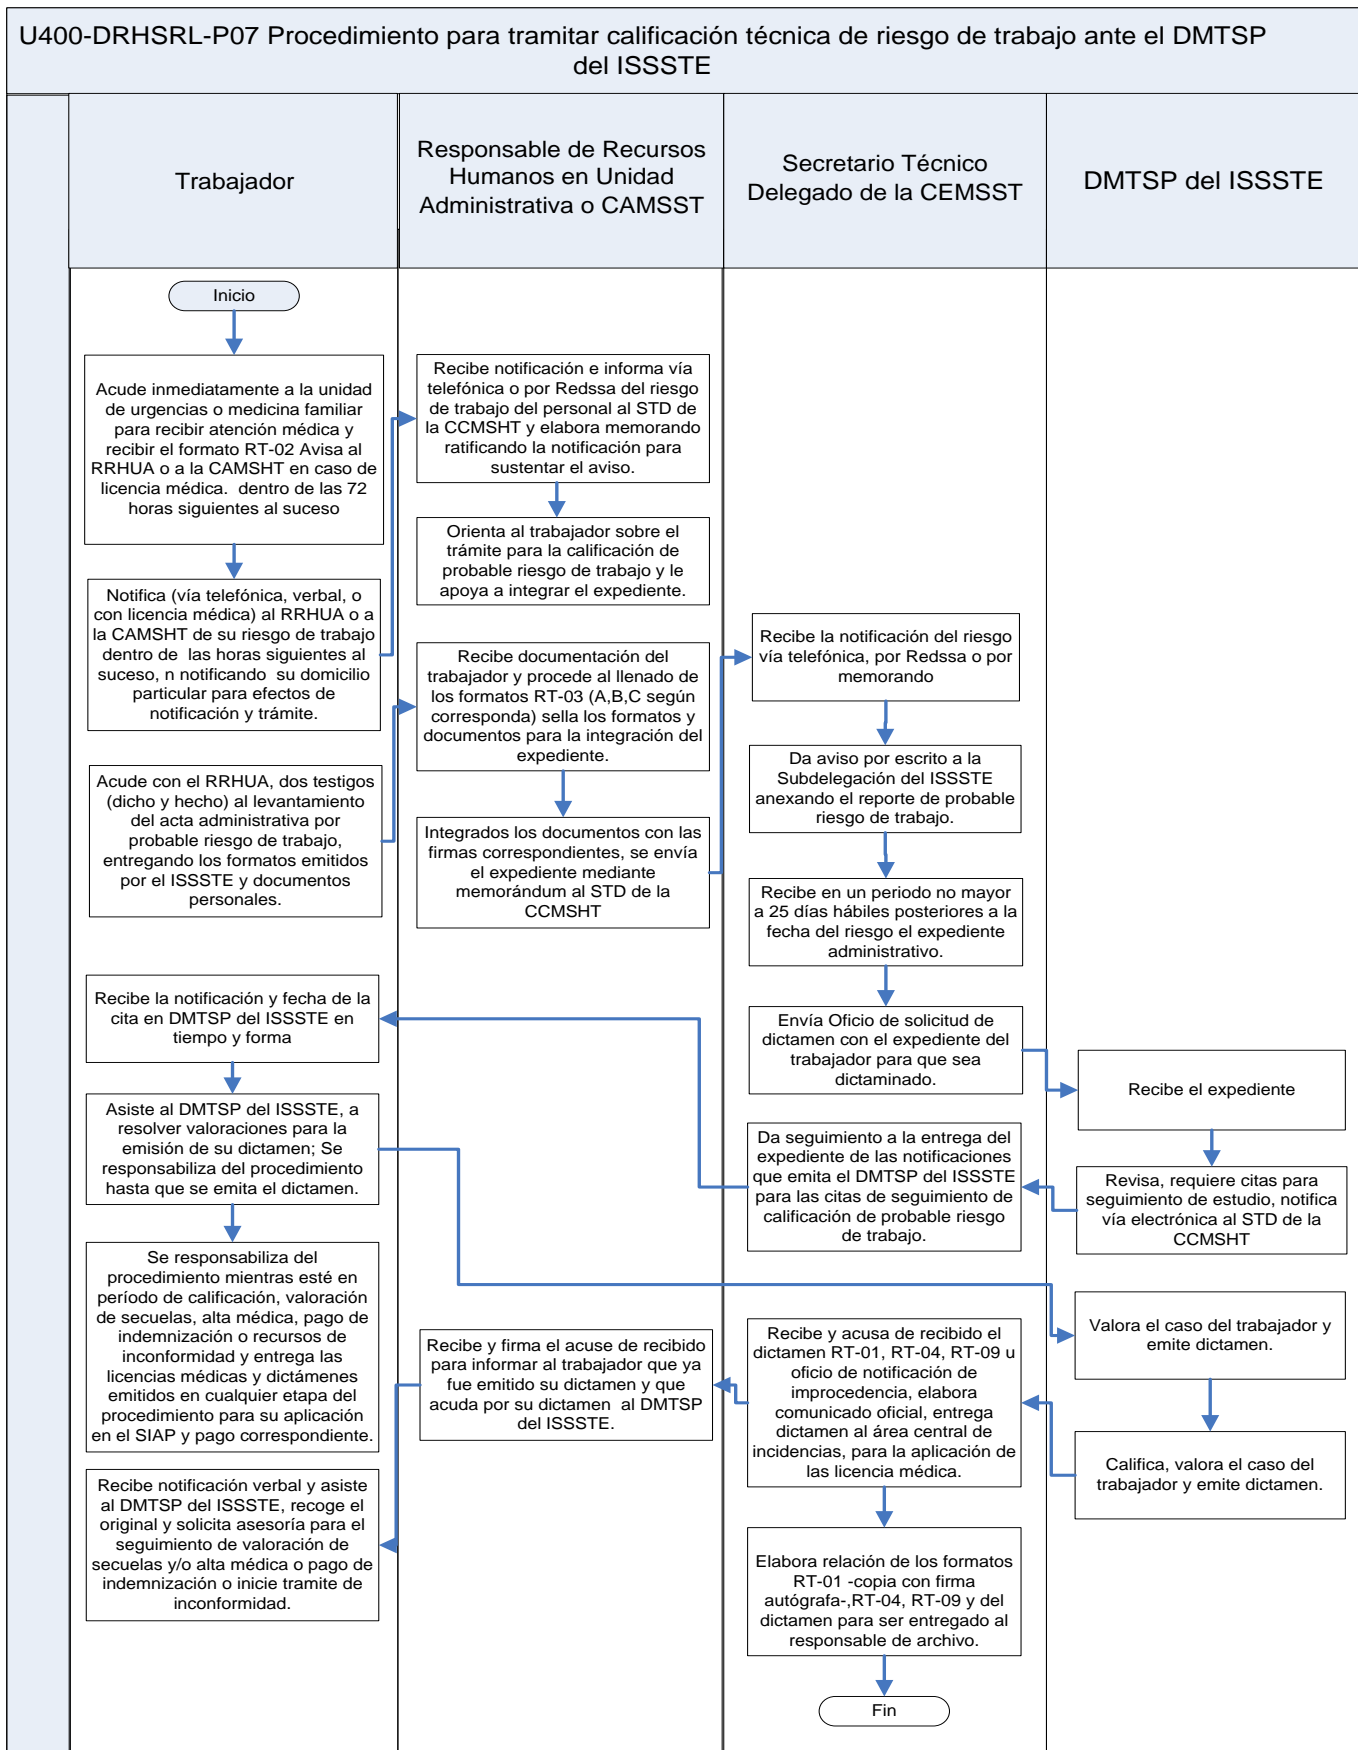 U400-DRHSRL-P07 Procedimiento para tramitar calificación técnica de riesgo de trabajo ante el DMTSP
del ISSSTE
Trabajador
Responsable de Recursos
Humanos en Unidad
Administrativa o CAMSST
Secretario Técnico
Delegado de la CEMSST
DMTSP del ISSSTE
Inicio
Acude inmediatamente a la unidad
de urgencias o medicina familiar
para recibir atención médica y
recibir el formato RT-02 Avisa al
RRHUA o a la CAMSHT en caso de
licencia médica.  dentro de las 72
horas siguientes al suceso
Notifica (vía telefónica, verbal, o
con licencia médica) al RRHUA o a
la CAMSHT de su riesgo de trabajo
dentro de  las horas siguientes al
suceso, n notificando  su domicilio
particular para efectos de
notificación y trámite.
Acude con el RRHUA, dos testigos
(dicho y hecho) al levantamiento
del acta administrativa por
probable riesgo de trabajo,
entregando los formatos emitidos
por el ISSSTE y documentos
personales.
Recibe la notificación y fecha de la
cita en DMTSP del ISSSTE en
tiempo y forma
Asiste al DMTSP del ISSSTE, a
resolver valoraciones para la
emisión de su dictamen; Se
responsabiliza del procedimiento
hasta que se emita el dictamen.
Se responsabiliza del
procedimiento mientras esté en
período de calificación, valoración
de secuelas, alta médica, pago de
indemnización o recursos de
inconformidad y entrega las
licencias médicas y dictámenes
emitidos en cualquier etapa del
procedimiento para su aplicación
en el SIAP y pago correspondiente.
Recibe notificación verbal y asiste
al DMTSP del ISSSTE, recoge el
original y solicita asesoría para el
seguimiento de valoración de
secuelas y/o alta médica o pago de
indemnización o inicie tramite de
inconformidad.
Recibe notificación e informa vía
telefónica o por Redssa del riesgo
de trabajo del personal al STD de
la CCMSHT y elabora memorando
ratificando la notificación para
sustentar el aviso.
Orienta al trabajador sobre el
trámite para la calificación de
probable riesgo de trabajo y le
apoya a integrar el expediente.
Recibe documentación del
trabajador y procede al llenado de
los formatos RT-03 (A,B,C según
corresponda) sella los formatos y
documentos para la integración del
expediente.
Integrados los documentos con las
firmas correspondientes, se envía
el expediente mediante
memorándum al STD de la
CCMSHT
Recibe y firma el acuse de recibido
para informar al trabajador que ya
fue emitido su dictamen y que
acuda por su dictamen  al DMTSP
del ISSSTE.
Recibe la notificación del riesgo
vía telefónica, por Redssa o por
memorando
Da aviso por escrito a la
Subdelegación del ISSSTE
anexando el reporte de probable
riesgo de trabajo.
Recibe en un periodo no mayor
a 25 días hábiles posteriores a la
fecha del riesgo el expediente
administrativo.
Envía Oficio de solicitud de
dictamen con el expediente del
trabajador para que sea
dictaminado.
Da seguimiento a la entrega del
expediente de las notificaciones
que emita el DMTSP del ISSSTE
para las citas de seguimiento de
calificación de probable riesgo
de trabajo.
Recibe y acusa de recibido el
dictamen RT-01, RT-04, RT-09 u
oficio de notificación de
improcedencia, elabora
comunicado oficial, entrega
dictamen al área central de
incidencias, para la aplicación de
las licencia médica.
Elabora relación de los formatos
RT-01 -copia con firma
autógrafa-,RT-04, RT-09 y del
dictamen para ser entregado al
responsable de archivo.
Fin
Recibe el expediente
Revisa, requiere citas para
seguimiento de estudio, notifica
vía electrónica al STD de la
CCMSHT
Valora el caso del trabajador y
emite dictamen.
Califica, valora el caso del
trabajador y emite dictamen.